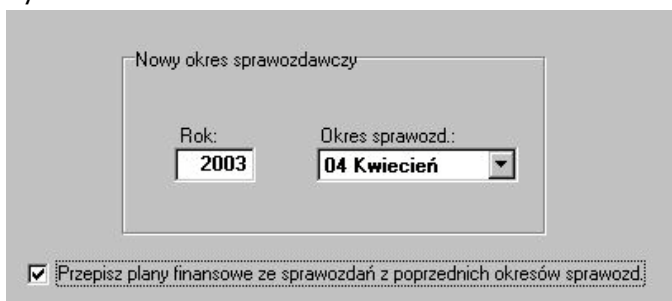 Nowy okres sprawozdawczy
Rok: Okres sprawozd.:
2003 04 Kwiecień
Przepisz plany finansowe ze sprawozdań z poprzednich okresów sprawozd.